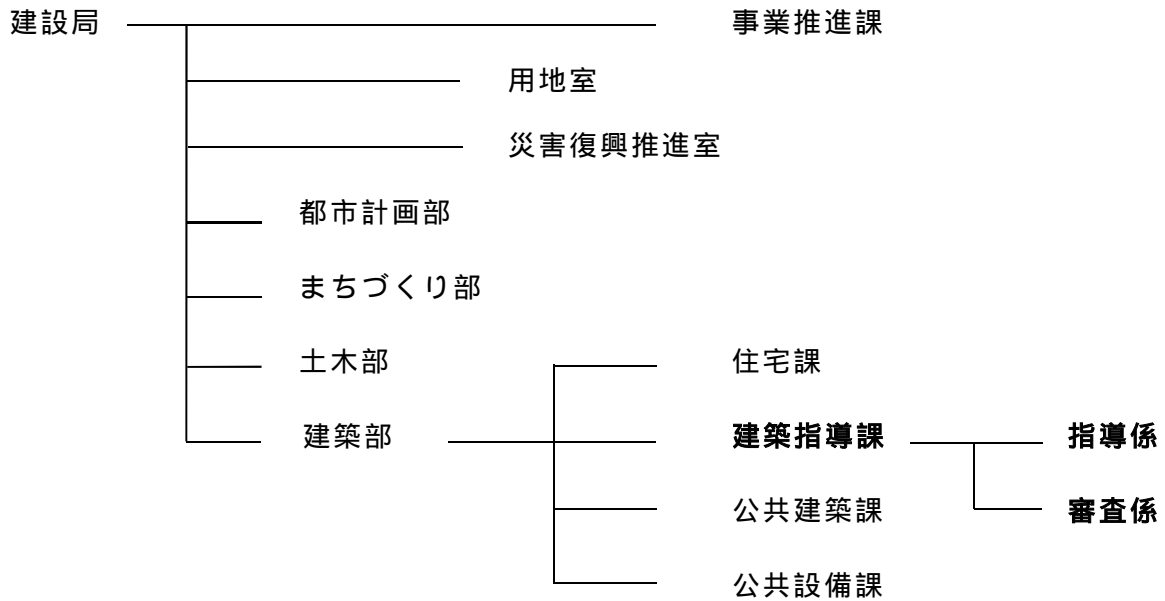 建設局 事業推進課
用地室
災害復興推進室
都市計画部
まちづくり部
土木部 住宅課
建築部 建築指導課 指導係
公共建築課 審査係
公共設備課